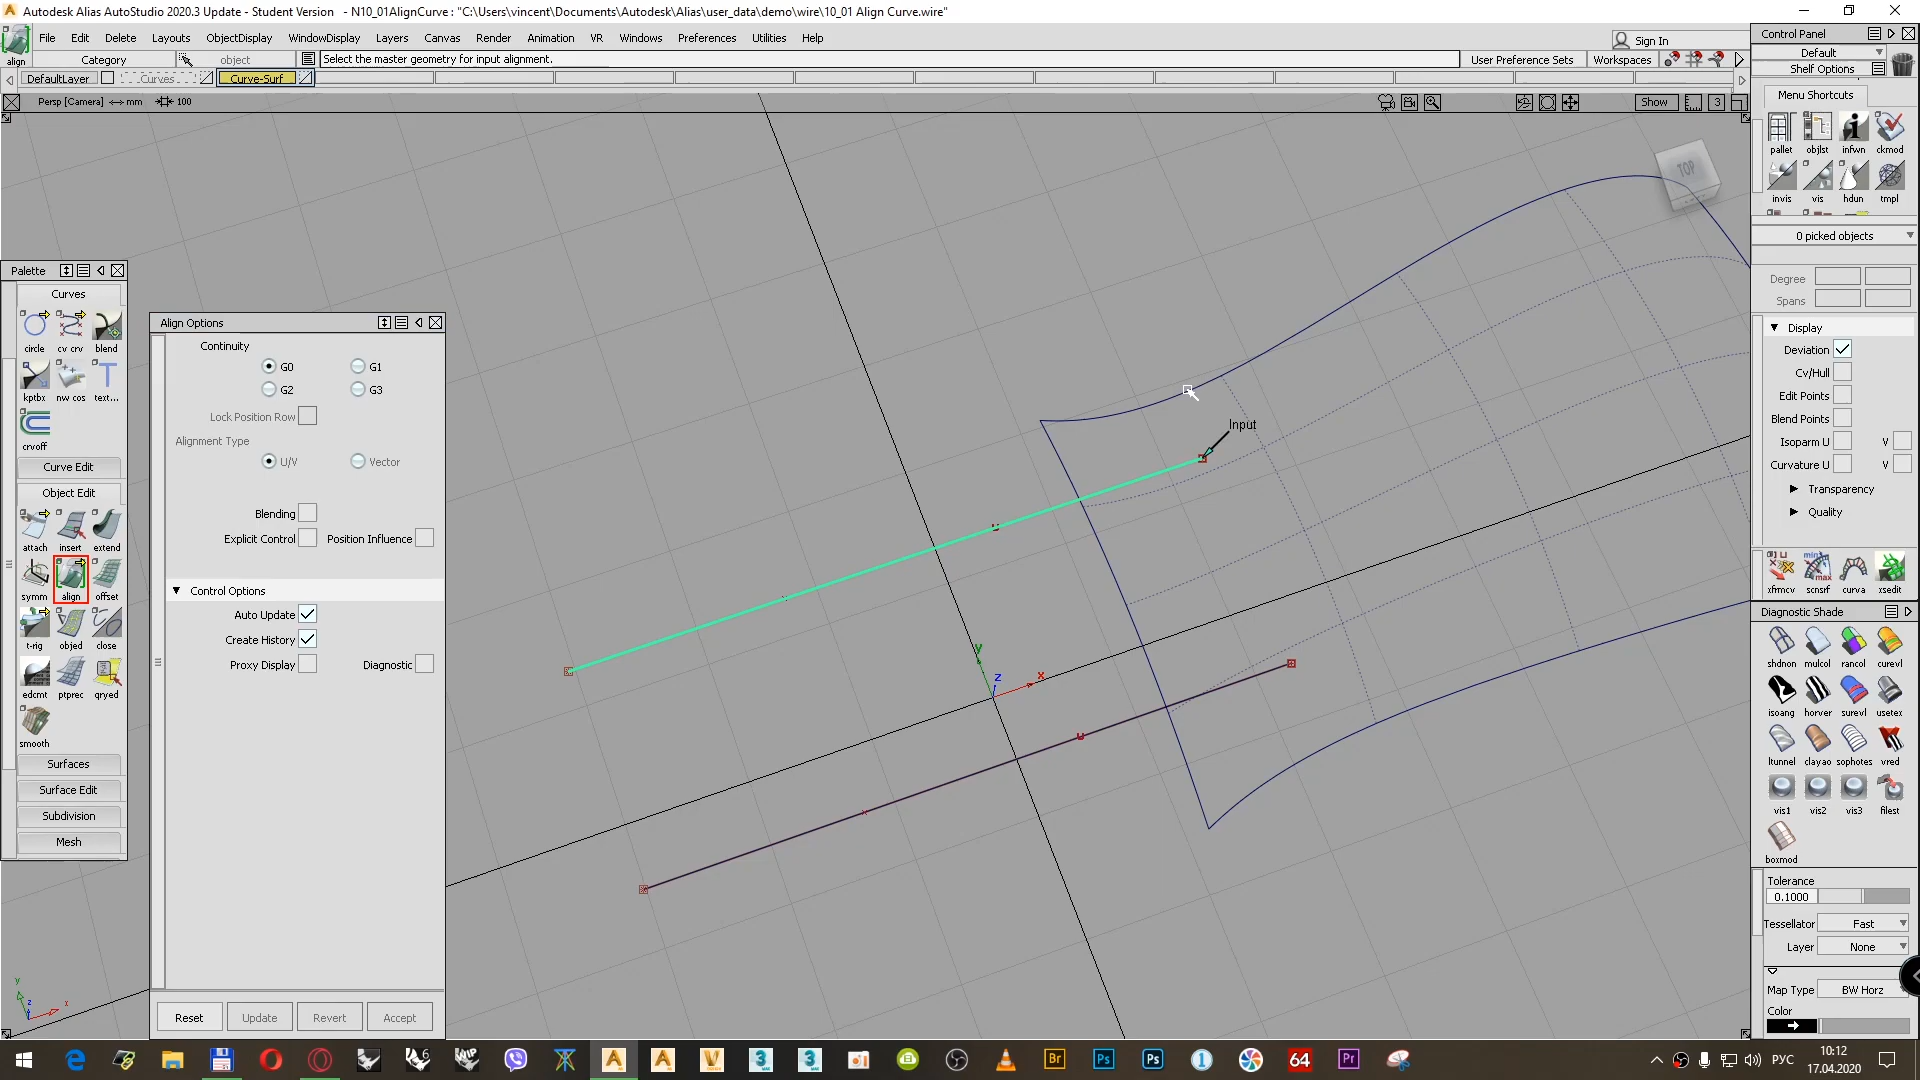 Autodesk Alias AutoStudio 2020.3 Update - Student Version - N10_01AlignCurve : "C:\Users\vincent\Documents\Autodesk\Alias\user_data\demo\wire\10_01 Align Curve.wire"
File Edit Delete Layouts ObjectDisplay WindowDisplay Layers Canvas Render Animation VR Windows Preferences Utilities Help
Sign In
align Category object Select the master geometry for input alignment. User Preference Sets Workspaces
DefaultLayer Curves Curve-Surf
Persp [Camera] mm 100 Show 3
Control Panel
Default
Shelf Options
Menu Shortcuts
pallet objlst infwn ckmod
invis vis hdun tmpl
0 picked objects
Degree
Spans
Display
Deviation
Cv/Hull
Edit Points
Blend Points
Isoparm U V
Curvature U V
Transparency
Quality
xfrmcv scnsrf curva xsedit
Diagnostic Shade
shdnon mulcol rancol curevl
isoang horver surevl usetex
ltunnel clayao sophotes vred
vis1 vis2 vis3 filest
boxmod
Tolerance
0.1000
Tessellator Fast
Layer None
Map Type BW Horz
Color
Palette
Curves
circle cv crv blend
kptbx nw cos text...
crvoff
Curve Edit
Object Edit
attach insert extend
symm align offset
t-rig objed close
edcmt ptprec qryed
smooth
Surfaces
Surface Edit
Subdivision
Mesh
Align Options
Continuity
G0 G1
G2 G3
Lock Position Row
Alignment Type
U/V Vector
Blending
Explicit Control Position Influence
Control Options
Auto Update
Create History
Proxy Display Diagnostic
Reset Update Revert Accept
TOP
Input
U
y
z x
U
y
z x
РУС 10:12
17.04.2020